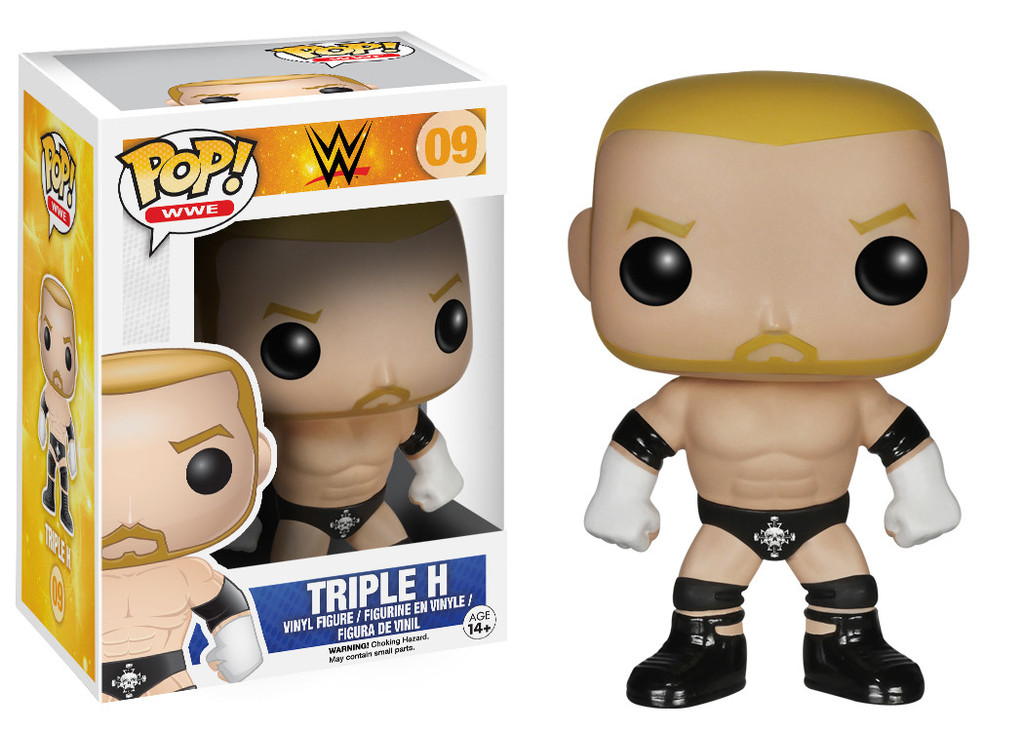 POP!
WWE
POP!
WWE
W
09
POP!
WWE
TRIPLE H
09
TRIPLE H
VINYL FIGURE / FIGURINE EN VINYLE /
FIGURA DE VINIL
AGE
14+
WARNING! Choking Hazard.
May contain small parts.